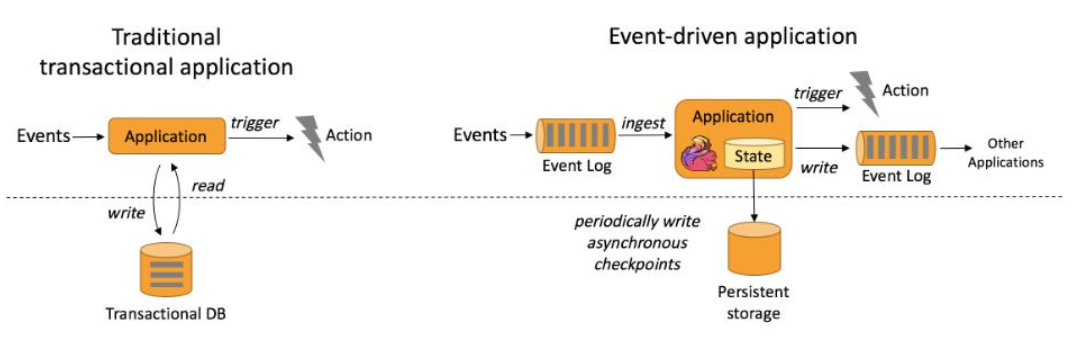 Traditional
transactional application
Events
Application
trigger
Action
write
read
Transactional DB
Event-driven application
Events
Event Log
ingest
Application
State
trigger
Action
write
Event Log
Other
Applications
periodically write
asynchronous
checkpoints
Persistent
storage